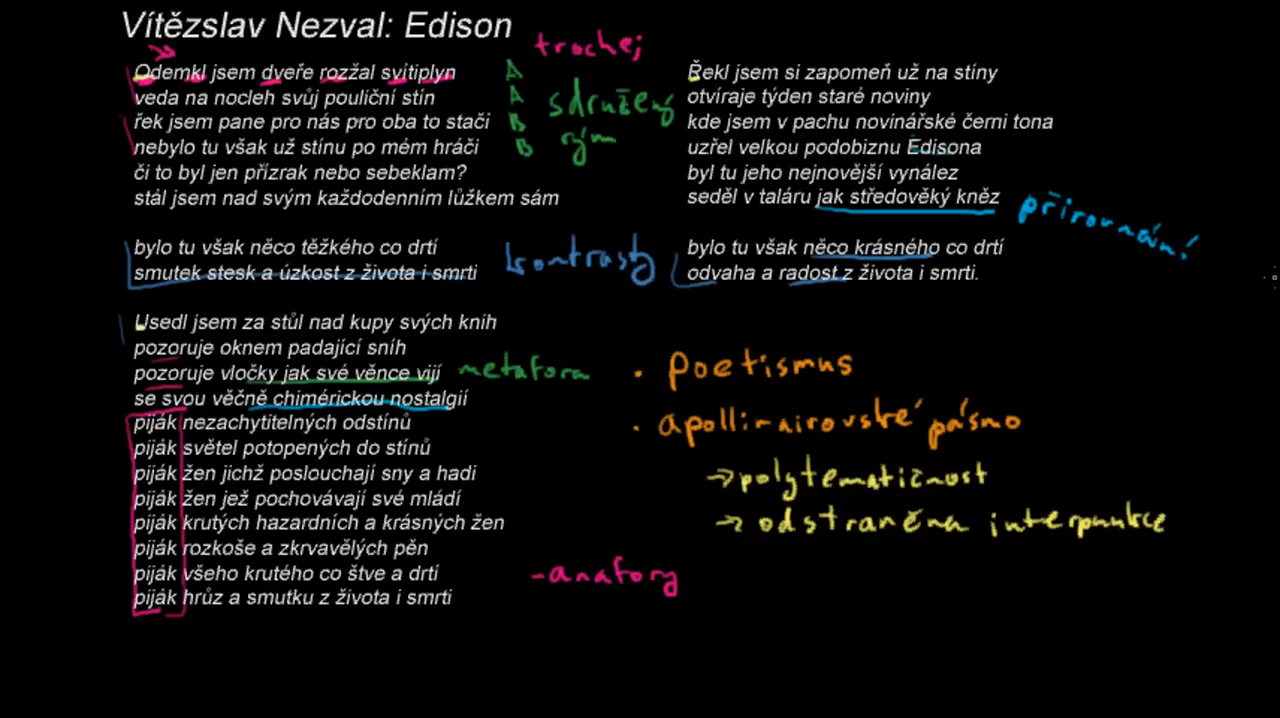 Vítězslav Nezval: Edison
trochej
Odemkl jsem dveře rozžal svítiplyn
veda na nocleh svůj pouliční stín
řek jsem pane pro nás pro oba to stačí
nebylo tu však už stínu po mém hráči
či to byl jen přízrak nebo sebeklam?
stál jsem nad svým každodenním lůžkem sám
A
A
B
B
sdružený
rým
bylo tu však něco těžkého co drtí
smutek stesk a úzkost z života i smrti
kontrasty
Usedl jsem za stůl nad kupy svých knih
pozoruje oknem padající sníh
pozoruje vločky jak své věnce vijí
metafora
se svou věčně chimérickou nostalgií
piják nezachytitelných odstínů
piják světel potopených do stínů
piják žen jichž poslouchají sny a hadi
piják žen jež pochovávají své mládí
piják krutých hazardních a krásných žen
piják rozkoše a zkrvavělých pěn
piják všeho krutého co štve a drtí
piják hrůz a smutku z života i smrti
-anafory
Řekl jsem si zapomeň už na stíny
otvíraje týden staré noviny
kde jsem v pachu novinářské černi tona
uzřel velkou podobiznu Edisona
byl tu jeho nejnovější vynález
seděl v taláru jak středověký kněz
přirovnání
bylo tu však něco krásného co drtí
odvaha a radost z života i smrti.
• poetismus
• apollinairovské pásmo
→ polytematičnost
→ odstraněna interpunkce